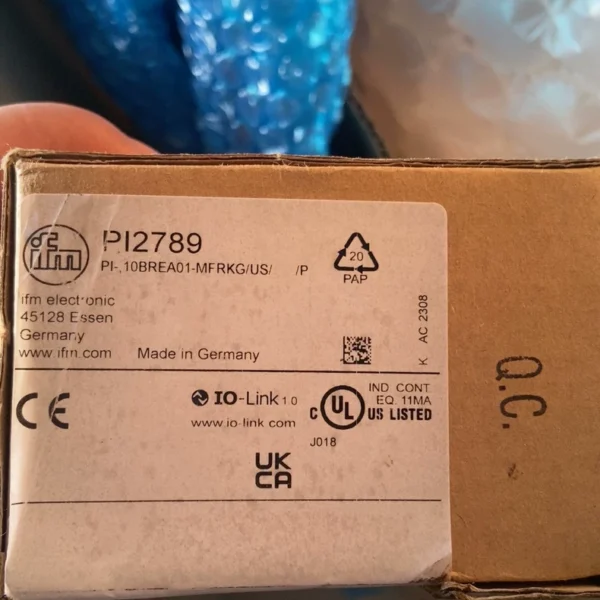 ifm
PI2789
PI-,10BREA01-MFRKG/US/ /P
20
PAP
ifm electronic
45128 Essen
Germany
www.ifm.com Made in Germany
K AC 2308
CE
IO-Link 1.0
www.io-link.com
C UL US LISTED
IND CONT
EQ. 11MA
J018
UK
CA
Q.C.